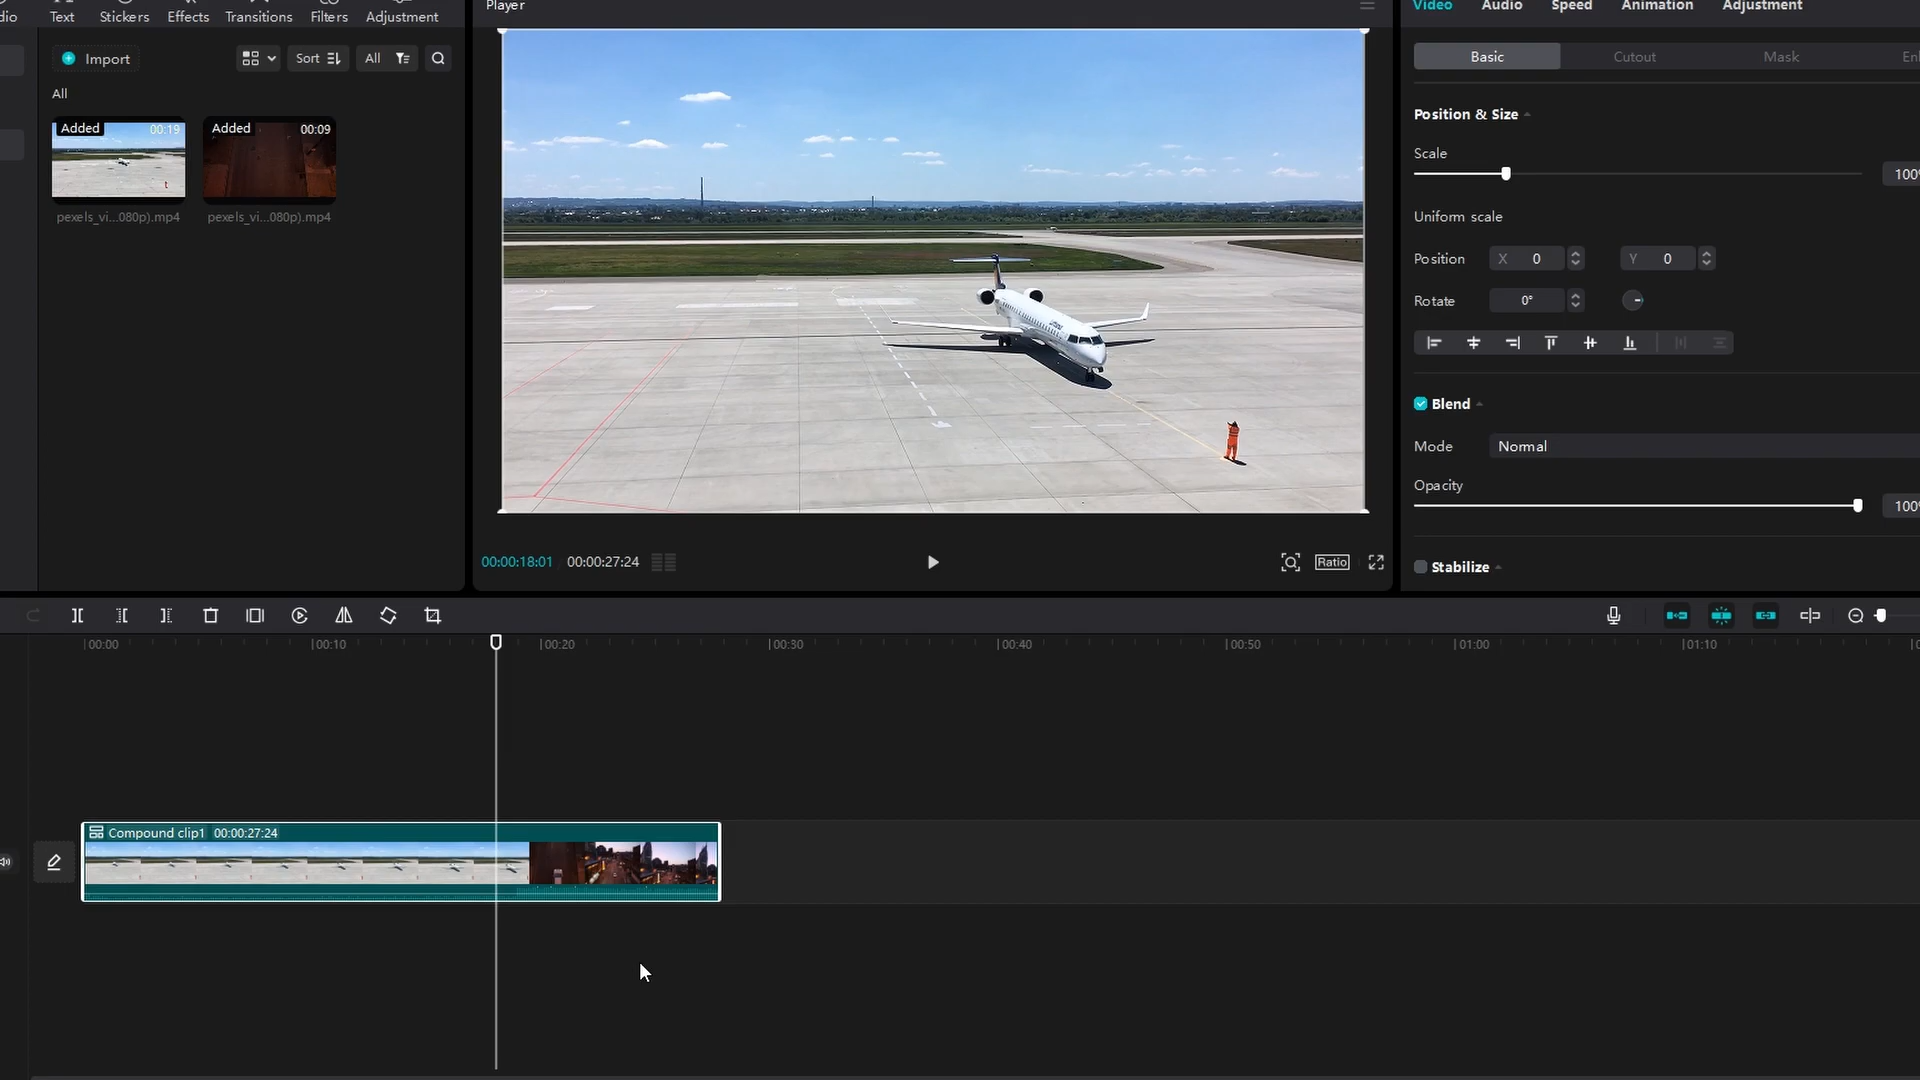 dio Text Stickers Effects Transitions Filters Adjustment
Player
Video Audio Speed Animation Adjustment
Import
Sort
All
Basic Cutout Mask
All
Added 00:19
Added 00:09
pexels_vi...080p).mp4
pexels_vi...080p).mp4
Position & Size
Scale
100%
Uniform scale
Position X 0 Y 0
Rotate 0°
Blend
Mode Normal
Opacity
100%
Stabilize
00:00:18:01 00:00:27:24
Ratio
00:00 00:10 00:20 00:30 00:40 00:50 01:00 01:10
Compound clip1 00:00:27:24